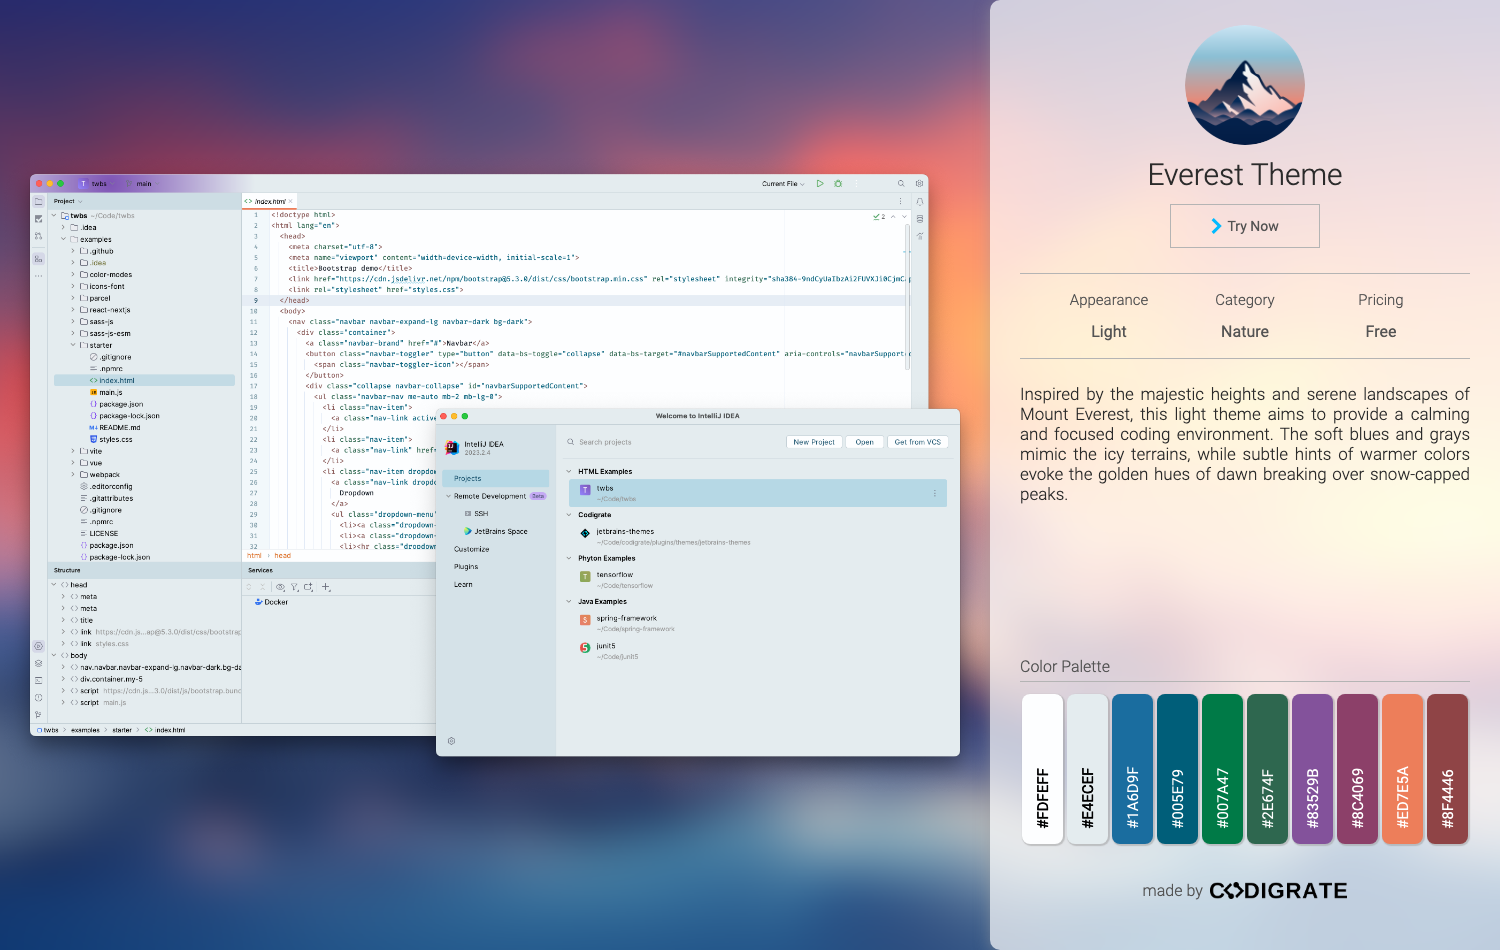 T twbs main
Current File
Project
twbs ~/Code/twbs
.idea
examples
.github
.idea
color-modes
icons-font
parcel
react-nextjs
sass-js
sass-js-esm
starter
.gitignore
.npmrc
index.html
main.js
package.json
package-lock.json
README.md
styles.css
vite
vue
webpack
.editorconfig
.gitattributes
.gitignore
.npmrc
LICENSE
package.json
package-lock.json
index.html
2
1 <!doctype html>
2 <html lang="en">
3 <head>
4 <meta charset="utf-8">
5 <meta name="viewport" content="width=device-width, initial-scale=1">
6 <title>Bootstrap demo</title>
7 <link href="https://cdn.jsdelivr.net/npm/bootstrap@5.3.0/dist/css/bootstrap.min.css" rel="stylesheet" integrity="sha384-9ndCyUaIbzAi2FUVXJi0CjmC
8 <link rel="stylesheet" href="styles.css">
9 </head>
10 <body>
11 <nav class="navbar navbar-expand-lg navbar-dark bg-dark">
12 <div class="container">
13 <a class="navbar-brand" href="#">Navbar</a>
14 <button class="navbar-toggler" type="button" data-bs-toggle="collapse" data-bs-target="#navbarSupportedContent" aria-controls="navbarSupport
15 <span class="navbar-toggler-icon"></span>
16 </button>
17 <div class="collapse navbar-collapse" id="navbarSupportedContent">
18 <ul class="navbar-nav me-auto mb-2 mb-lg-0">
19 <li class="nav-item">
20 <a class="nav-link active
21 </li>
22 <li class="nav-item">
23 <a class="nav-link" href=
24 </li>
25 <li class="nav-item dropdow
26 <a class="nav-link dropdo
27 Dropdown
28 </a>
29 <ul class="dropdown-menu"
30 <li><a class="dropdown-
31 <li><a class="dropdown-
32 <li><hr class="dropdown-
html head
Structure
head
meta
meta
title
link https://cdn.js...ap@5.3.0/dist/css/bootstrap
link styles.css
body
nav.navbar.navbar-expand-lg.navbar-dark.bg-da
div.container.my-5
script https://cdn.js...3.0/dist/js/bootstrap.bund
script main.js
Services
Docker
twbs examples starter index.html
Welcome to IntelliJ IDEA
IntelliJ IDEA
2023.2.4
Projects
Remote Development Beta
SSH
JetBrains Space
Customize
Plugins
Learn
Search projects
New Project Open Get from VCS
HTML Examples
T twbs
~/Code/twbs
Codigrate
jetbrains-themes
~/Code/codigrate/plugins/themes/jetbrains-themes
Phyton Examples
T tensorflow
~/Code/tensorflow
Java Examples
S spring-framework
~/Code/spring-framework
5 junit5
~/Code/junit5
Everest Theme
Try Now
Appearance Category Pricing
Light Nature Free
Inspired by the majestic heights and serene landscapes of
Mount Everest, this light theme aims to provide a calming
and focused coding environment. The soft blues and grays
mimic the icy terrains, while subtle hints of warmer colors
evoke the golden hues of dawn breaking over snow-capped
peaks.
Color Palette
#FDFEFF
#E4ECEF
#1A6D9F
#005E79
#007A47
#2E674F
#83529B
#8C4069
#ED7E5A
#8F4446
made by CODIGRATE